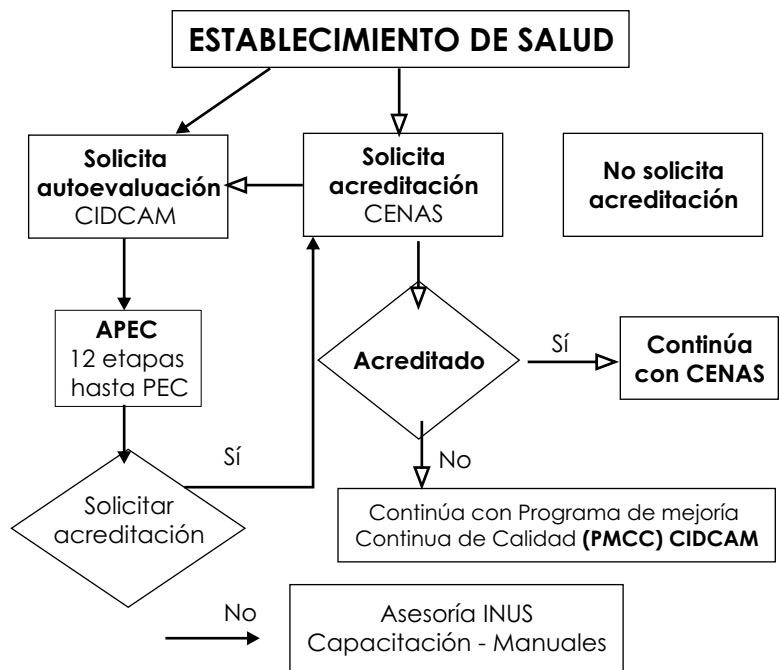 ESTABLECIMIENTO DE SALUD
Solicita
autoevaluación
CIDCAM
Solicita
acreditación
CENAS
No solicita
acreditación
APEC
12 etapas
hasta PEC
Acreditado
Sí
Continúa
con CENAS
Sí
No
Solicitar
acreditación
Continúa con Programa de mejoría
Continua de Calidad (PMCC) CIDCAM
No
Asesoría INUS
Capacitación - Manuales